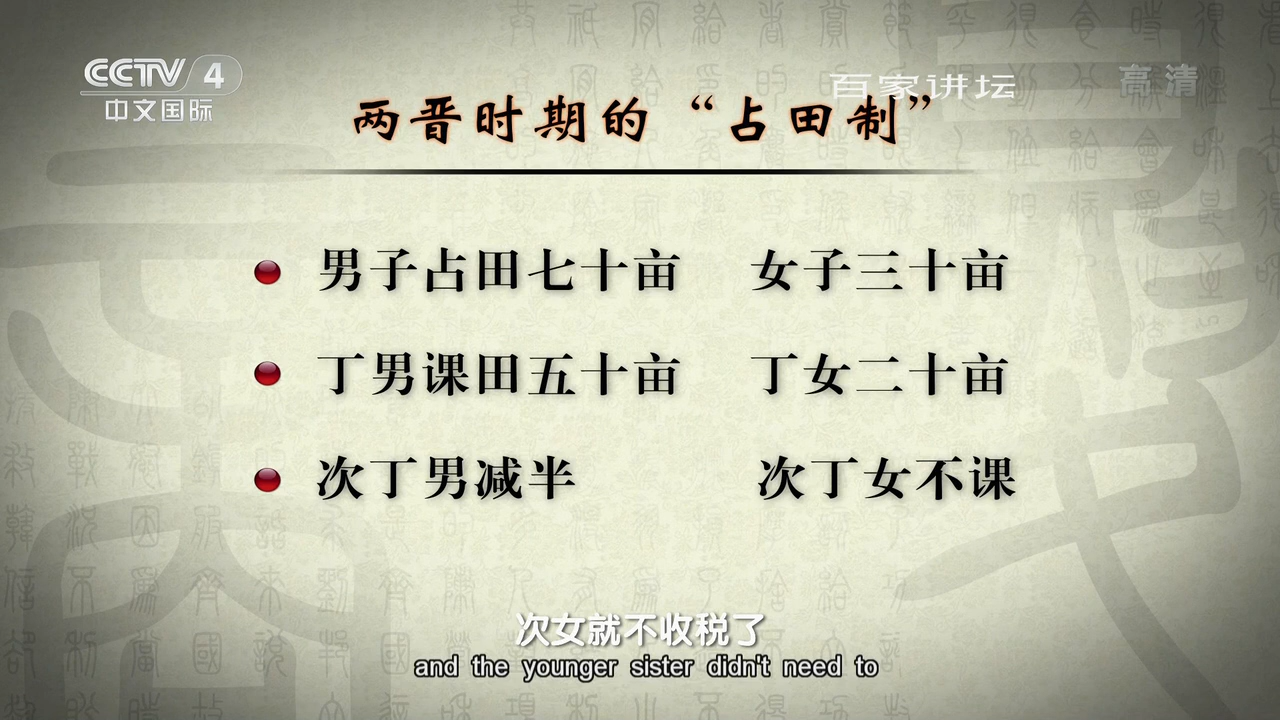 CCTV 4
中文国际
百家讲坛
高清
两晋时期的“占田制”
男子占田七十亩 女子三十亩
丁男课田五十亩 丁女二十亩
次丁男减半 次丁女不课
次女就不收税了
and the younger sister didn't need to